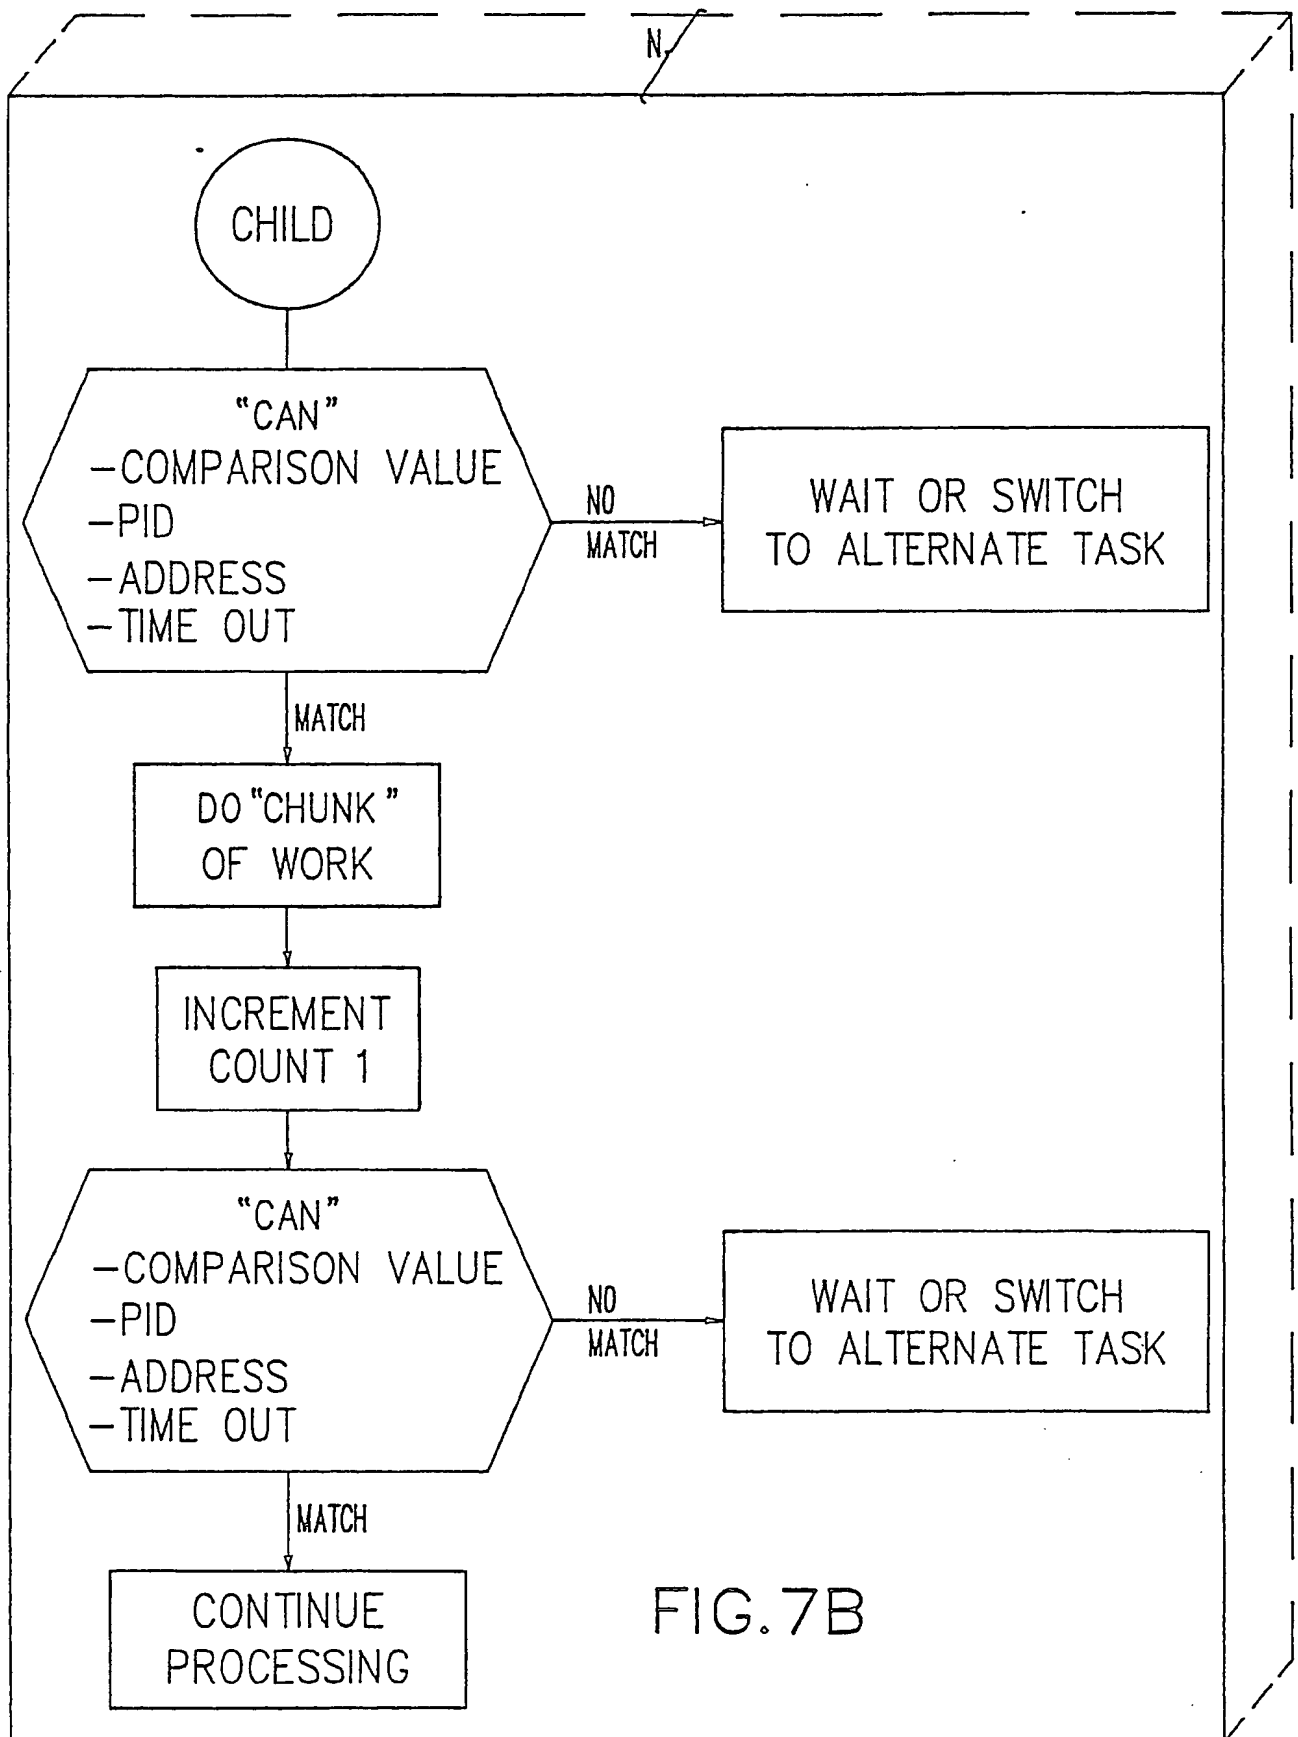 N
CHILD
"CAN"
-COMPARISON VALUE
-PID
-ADDRESS
-TIME OUT
NO
MATCH
WAIT OR SWITCH
TO ALTERNATE TASK
MATCH
DO "CHUNK"
OF WORK
INCREMENT
COUNT 1
"CAN"
-COMPARISON VALUE
-PID
-ADDRESS
-TIME OUT
NO
MATCH
WAIT OR SWITCH
TO ALTERNATE TASK
MATCH
CONTINUE
PROCESSING
FIG. 7B